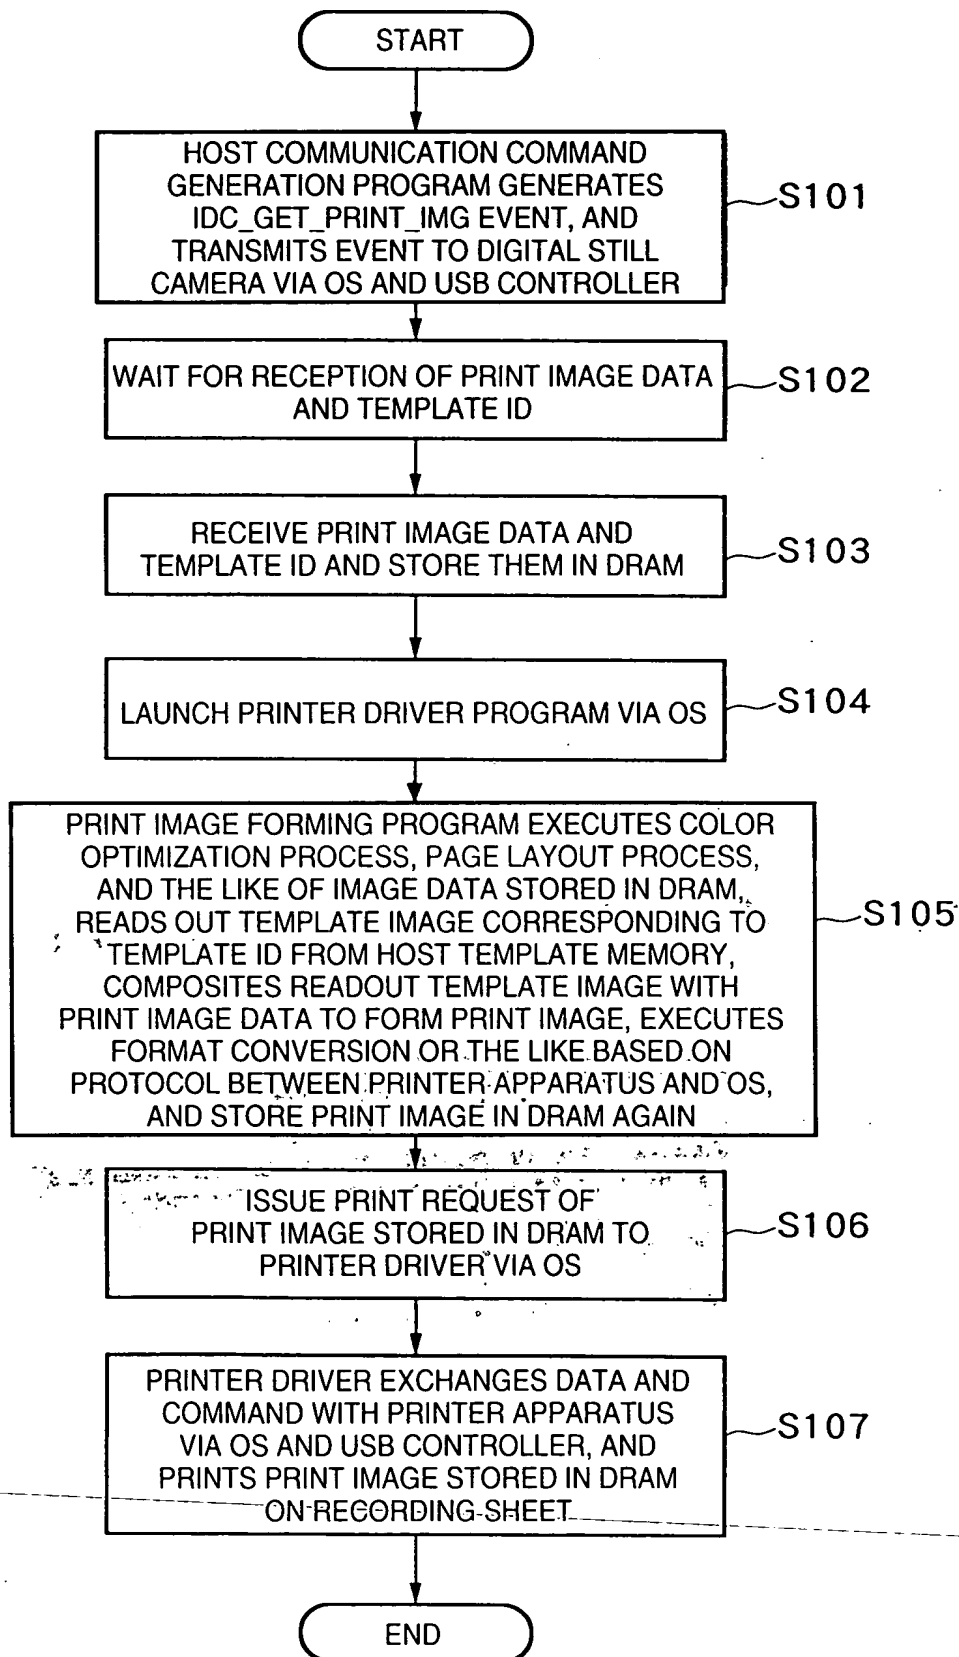 START
HOST COMMUNICATION COMMAND
GENERATION PROGRAM GENERATES
IDC_GET_PRINT_IMG EVENT, AND
TRANSMITS EVENT TO DIGITAL STILL
CAMERA VIA OS AND USB CONTROLLER
S101
WAIT FOR RECEPTION OF PRINT IMAGE DATA
AND TEMPLATE ID
S102
RECEIVE PRINT IMAGE DATA AND
TEMPLATE ID AND STORE THEM IN DRAM
S103
LAUNCH PRINTER DRIVER PROGRAM VIA OS
S104
PRINT IMAGE FORMING PROGRAM EXECUTES COLOR
OPTIMIZATION PROCESS, PAGE LAYOUT PROCESS,
AND THE LIKE OF IMAGE DATA STORED IN DRAM,
READS OUT TEMPLATE IMAGE CORRESPONDING TO
TEMPLATE ID FROM HOST TEMPLATE MEMORY,
COMPOSITES READOUT TEMPLATE IMAGE WITH
PRINT IMAGE DATA TO FORM PRINT IMAGE, EXECUTES
FORMAT CONVERSION OR THE LIKE BASED ON
PROTOCOL BETWEEN PRINTER APPARATUS AND OS,
AND STORE PRINT IMAGE IN DRAM AGAIN
S105
ISSUE PRINT REQUEST OF
PRINT IMAGE STORED IN DRAM TO
PRINTER DRIVER VIA OS
S106
PRINTER DRIVER EXCHANGES DATA AND
COMMAND WITH PRINTER APPARATUS
VIA OS AND USB CONTROLLER, AND
PRINTS PRINT IMAGE STORED IN DRAM
ON RECORDING SHEET
S107
END